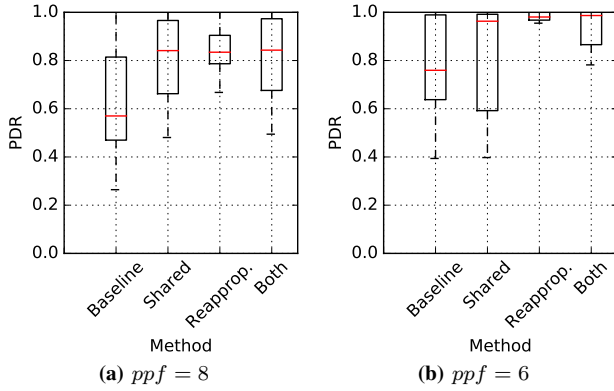 1.0
0.8
0.6
0.4
0.2
0.0
PDR
Baseline
Shared
Reapprop.
Both
Method
(a) ppf = 8
1.0
0.8
0.6
0.4
0.2
0.0
PDR
Baseline
Shared
Reapprop.
Both
Method
(b) ppf = 6